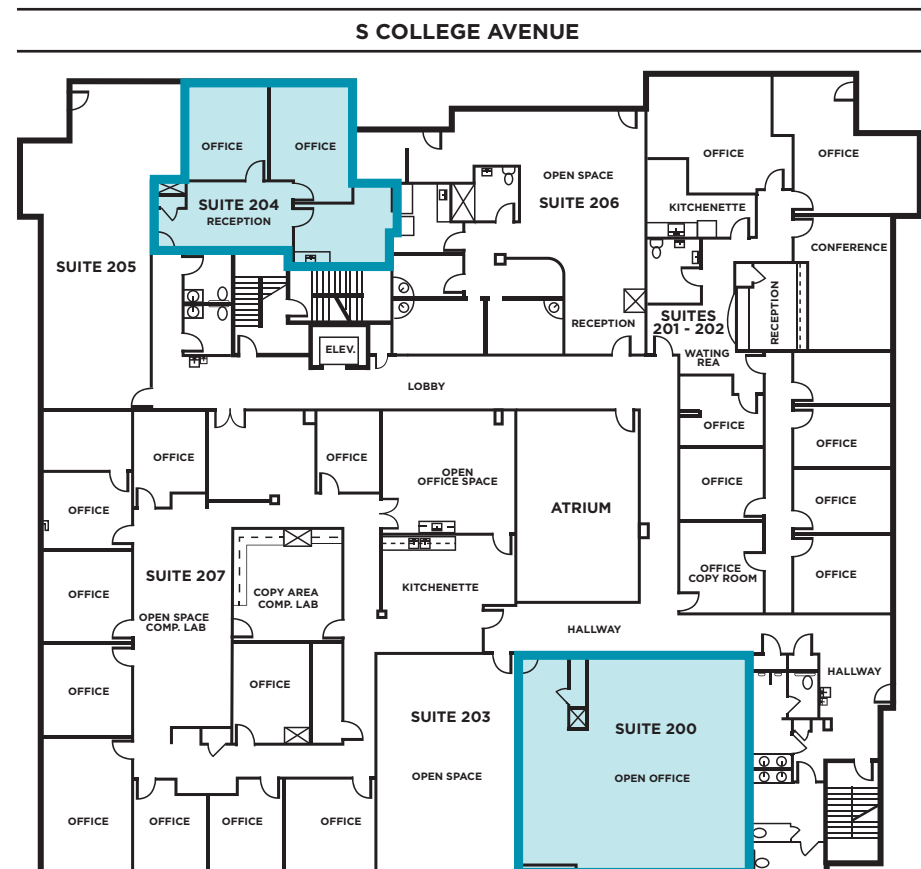 S COLLEGE AVENUE
OFFICE
OFFICE
SUITE 204
RECEPTION
SUITE 205
OPEN SPACE
SUITE 206
RECEPTION
OFFICE
OFFICE
KITCHENETTE
CONFERENCE
RECEPTION
SUITES
201 - 202
WATING
REA
ELEV.
LOBBY
OFFICE
OFFICE
OFFICE
OFFICE
OFFICE
OFFICE
COPY ROOM
OFFICE
OFFICE
OFFICE
OPEN
OFFICE SPACE
ATRIUM
OFFICE
SUITE 207
OPEN SPACE
COMP. LAB
COPY AREA
COMP. LAB
KITCHENETTE
OFFICE
HALLWAY
HALLWAY
OFFICE
OFFICE
SUITE 203
OPEN SPACE
SUITE 200
OPEN OFFICE
OFFICE
OFFICE
OFFICE
OFFICE